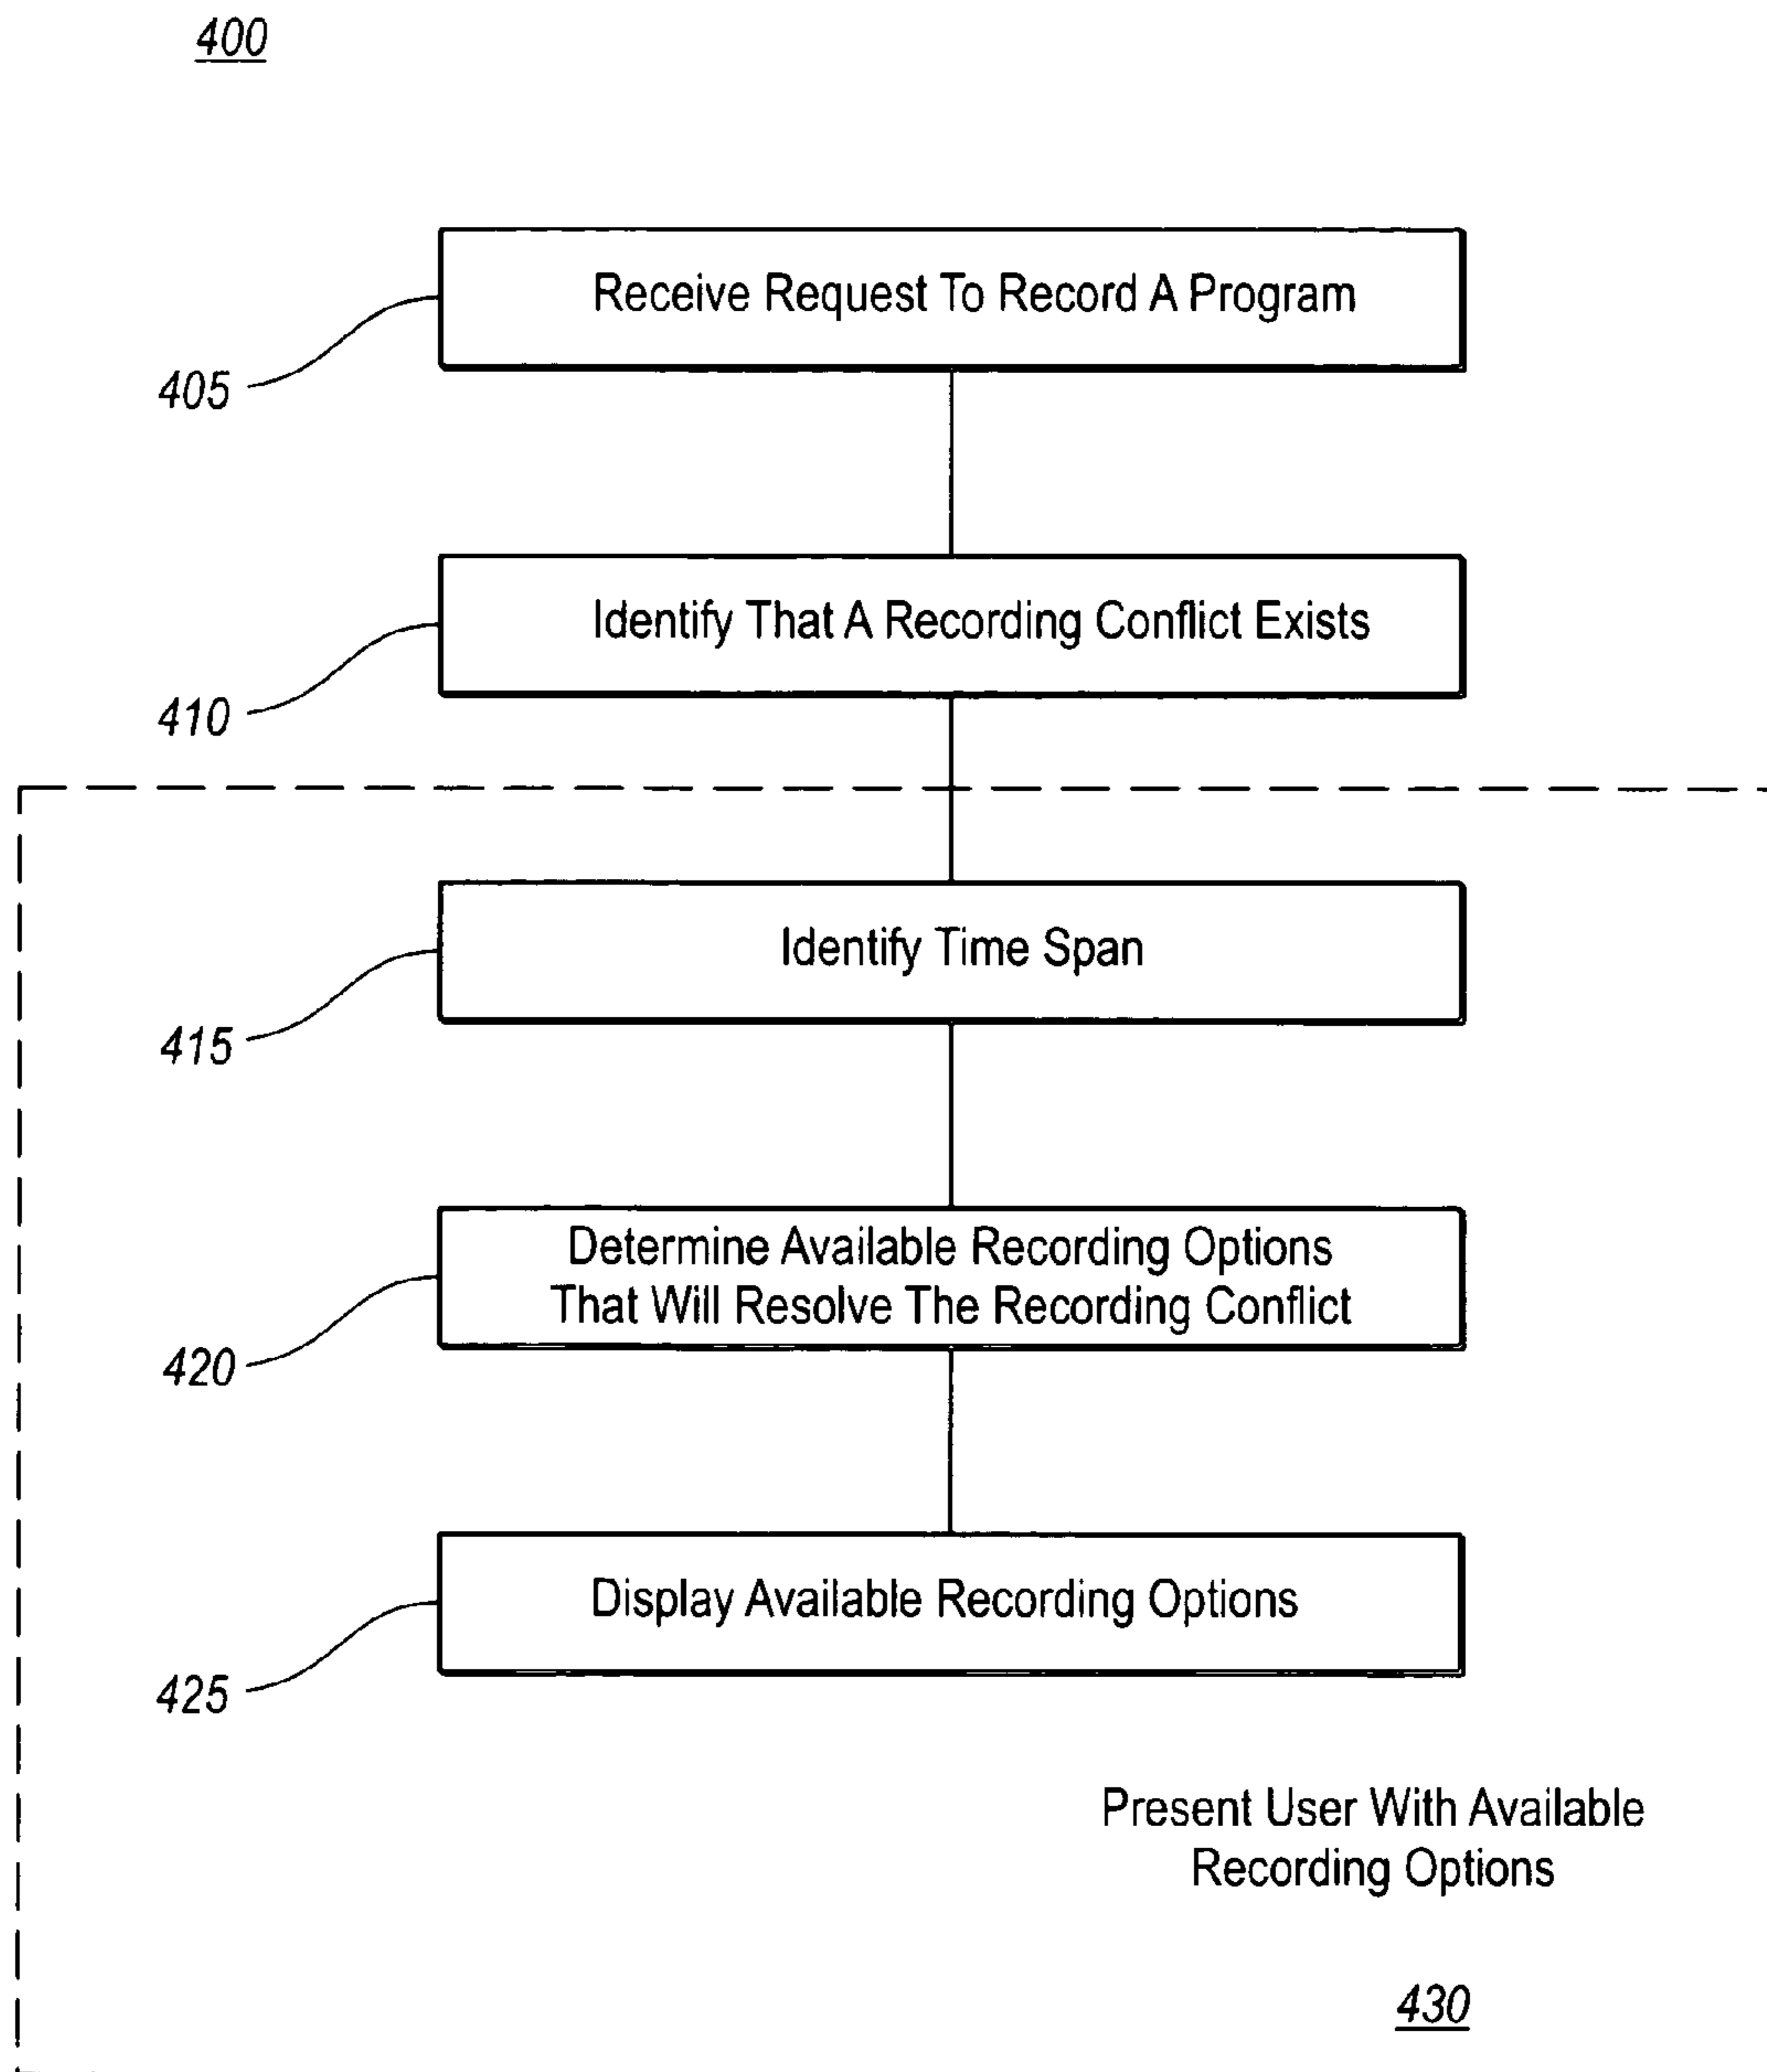 400
Receive Request To Record A Program
405
Identify That A Recording Conflict Exists
410
Identify Time Span
415
Determine Available Recording Options
That Will Resolve The Recording Conflict
420
Display Available Recording Options
425
Present User With Available
Recording Options
430